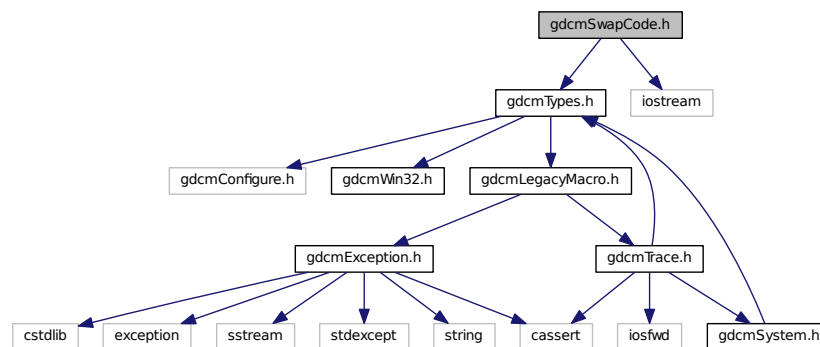 gdcmSwapCode.h
gdcmTypes.h
iostream
gdcmConfigure.h
gdcmWin32.h
gdcmLegacyMacro.h
gdcmException.h
gdcmTrace.h
cstdlib
exception
sstream
stdexcept
string
cassert
iosfwd
gdcmSystem.h